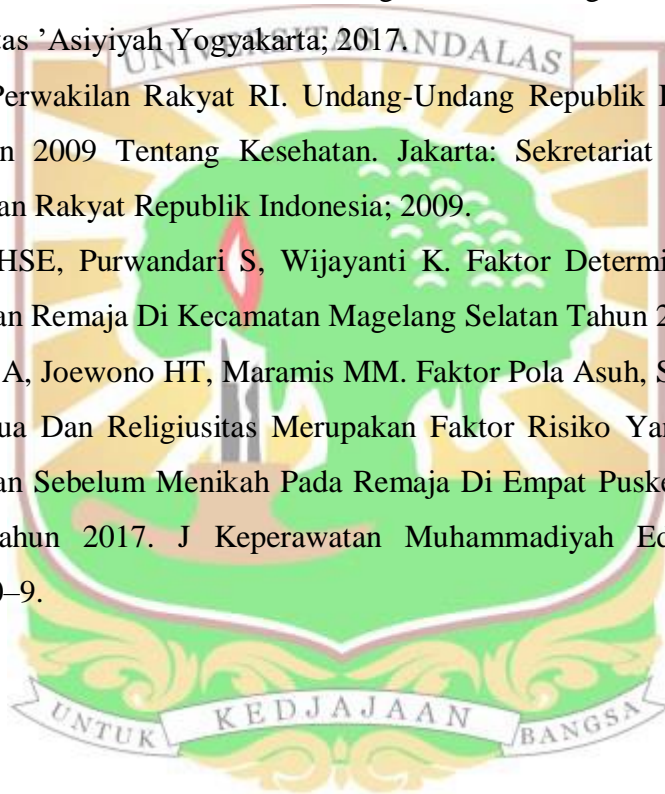 tas ’Asiyiyah Yogyakarta; 2017.
UNIVERSITAS ANDALAS
Perwakilan Rakyat RI. Undang-Undang Republik
n 2009 Tentang Kesehatan. Jakarta: Sekretariat
an Rakyat Republik Indonesia; 2009.
HSE, Purwandari S, Wijayanti K. Faktor Determi
an Remaja Di Kecamatan Magelang Selatan Tahun 2
A, Joewono HT, Maramis MM. Faktor Pola Asuh, S
ua Dan Religiusitas Merupakan Faktor Risiko Yan
an Sebelum Menikah Pada Remaja Di Empat Puske
ahun 2017. J Keperawatan Muhammadiyah Ed
–9.
UNTUK KEDJAJAAN BANGSA